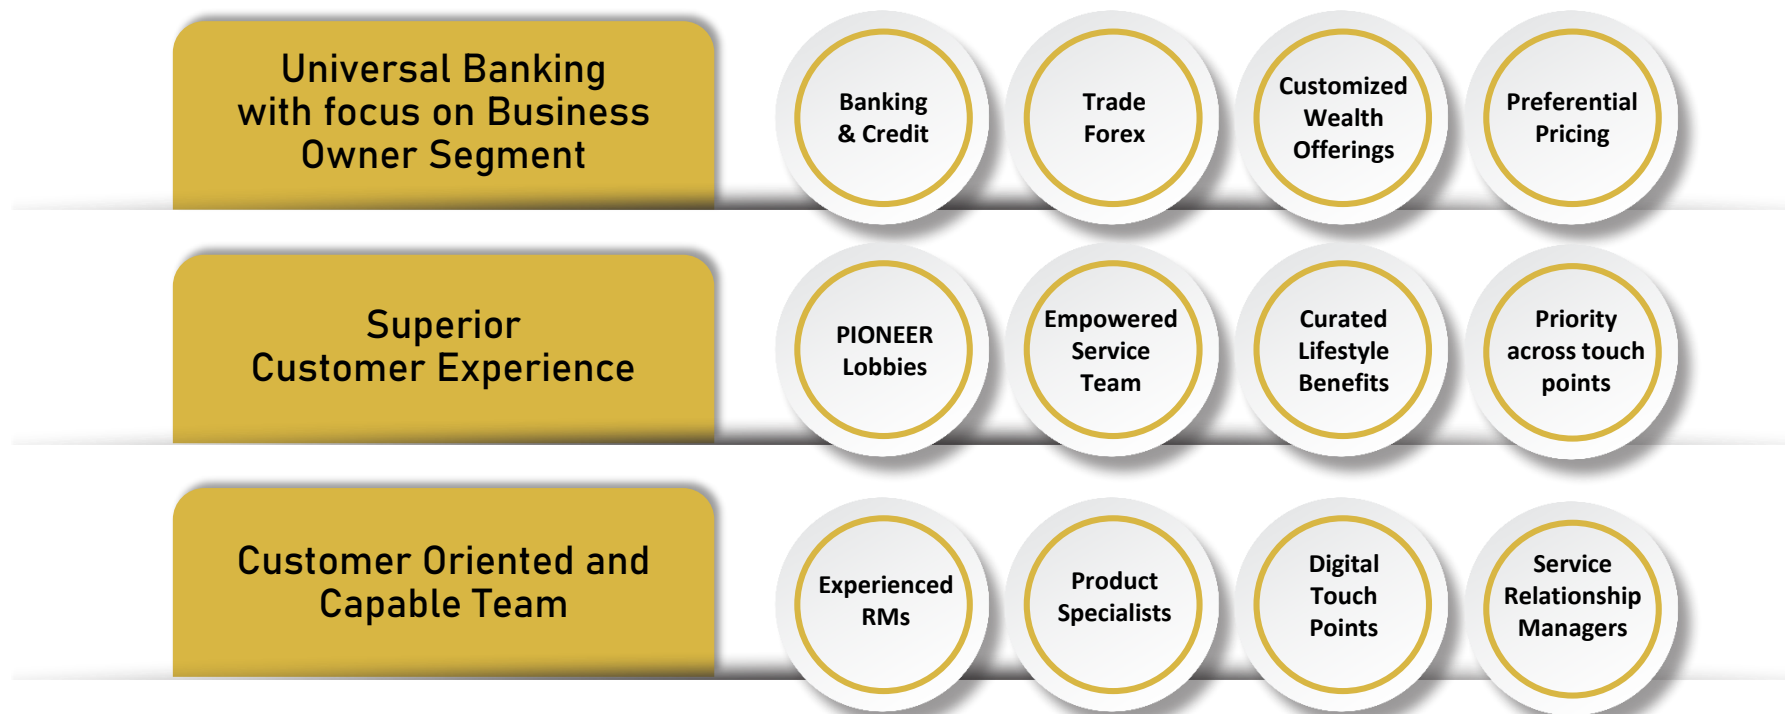 Universal Banking
with focus on Business
Owner Segment
Banking
& Credit
Trade
Forex
Customized
Wealth
Offerings
Preferential
Pricing
Superior
Customer Experience
PIONEER
Lobbies
Empowered
Service
Team
Curated
Lifestyle
Benefits
Priority
across touch
points
Customer Oriented and
Capable Team
Experienced
RMs
Product
Specialists
Digital
Touch
Points
Service
Relationship
Managers